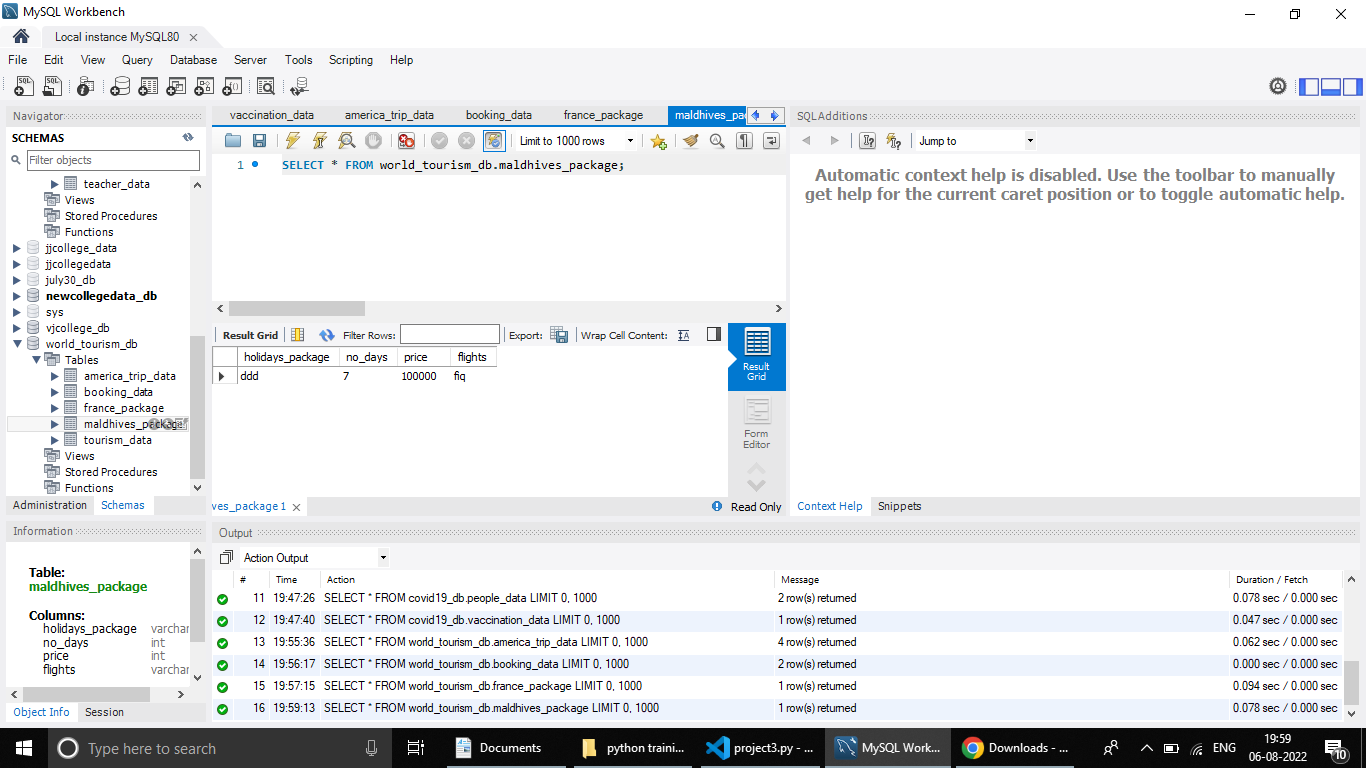 MySQL Workbench
Local instance MySQL80
File Edit View Query Database Server Tools Scripting Help
Navigator
SCHEMAS
Filter objects
teacher_data
Views
Stored Procedures
Functions
jjcollege_data
jjcollegedata
july30_db
newcollegedata_db
sys
vjcollege_db
world_tourism_db
Tables
america_trip_data
booking_data
france_package
maldhives_package
tourism_data
Views
Stored Procedures
Functions
Administration Schemas
Information
Table:
maldhives_package
Columns:
holidays_package varchar
no_days int
price int
flights varchar
Object Info Session
vaccination_data america_trip_data booking_data france_package maldhives_pa
Limit to 1000 rows
1 SELECT * FROM world_tourism_db.maldhives_package;
Result Grid Filter Rows: Export: Wrap Cell Content:
holidays_package no_days price flights
ddd 7 100000 fiq
Result
Grid
Form
Editor
ves_package 1 Read Only
SQLAdditions
Jump to
Automatic context help is disabled. Use the toolbar to manually
get help for the current caret position or to toggle automatic help.
Context Help Snippets
Output
Action Output
# Time Action Message Duration / Fetch
11 19:47:26 SELECT * FROM covid19_db.people_data LIMIT 0, 1000 2 row(s) returned 0.078 sec / 0.000 sec
12 19:47:40 SELECT * FROM covid19_db.vaccination_data LIMIT 0, 1000 1 row(s) returned 0.047 sec / 0.000 sec
13 19:55:36 SELECT * FROM world_tourism_db.america_trip_data LIMIT 0, 1000 4 row(s) returned 0.062 sec / 0.000 sec
14 19:56:17 SELECT * FROM world_tourism_db.booking_data LIMIT 0, 1000 2 row(s) returned 0.000 sec / 0.000 sec
15 19:57:15 SELECT * FROM world_tourism_db.france_package LIMIT 0, 1000 1 row(s) returned 0.094 sec / 0.000 sec
16 19:59:13 SELECT * FROM world_tourism_db.maldhives_package LIMIT 0, 1000 1 row(s) returned 0.078 sec / 0.000 sec
Type here to search
Documents
python traini...
project3.py - ...
MySQL Work...
Downloads - ...
ENG
19:59
06-08-2022
10